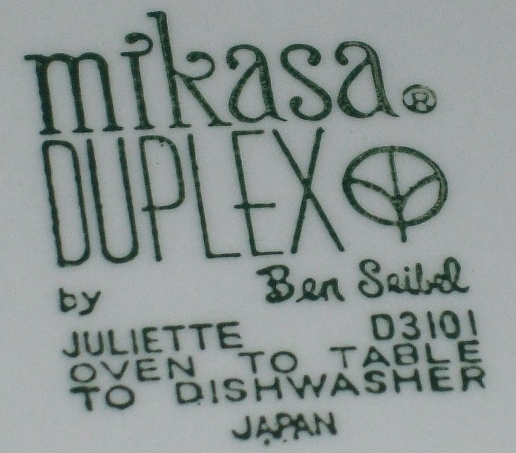 mikasa®
DUPLEX
by Ben Seibel
JULIETTE D3101
OVEN TO TABLE
TO DISHWASHER
JAPAN